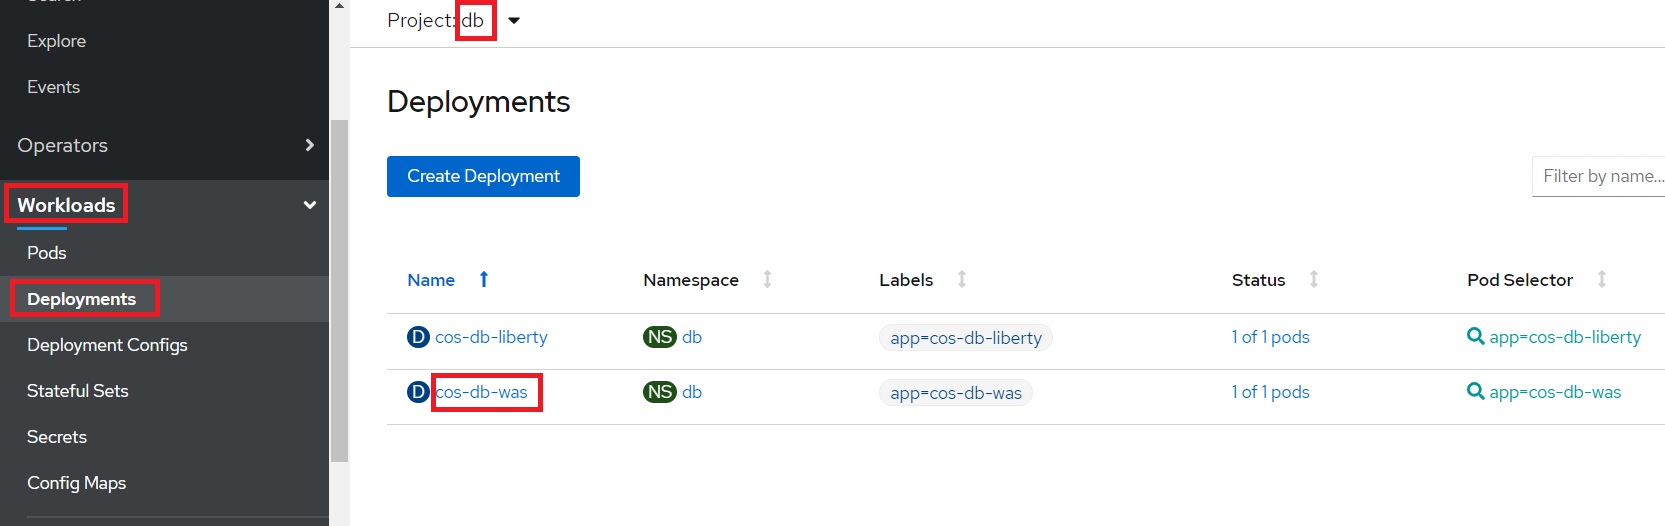 Project: db
Explore
Events
Operators
Workloads
Pods
Deployments
Deployment Configs
Stateful Sets
Secrets
Config Maps
Deployments
Create Deployment
Filter by name...
Name Namespace Labels Status Pod Selector
D cos-db-liberty NS db app=cos-db-liberty 1 of 1 pods app=cos-db-liberty
D cos-db-was NS db app=cos-db-was 1 of 1 pods app=cos-db-was